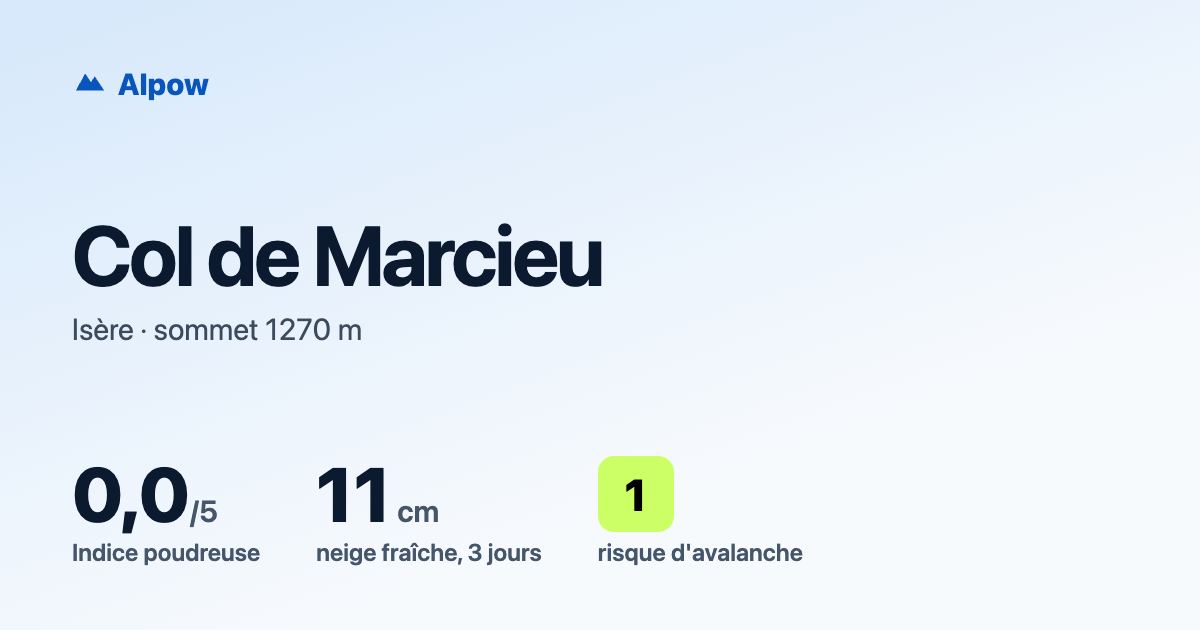 Alpow
Col de Marcieu
Isère · sommet 1270 m
0,0/5
Indice poudreuse
11 cm
neige fraîche, 3 jours
1
risque d'avalanche